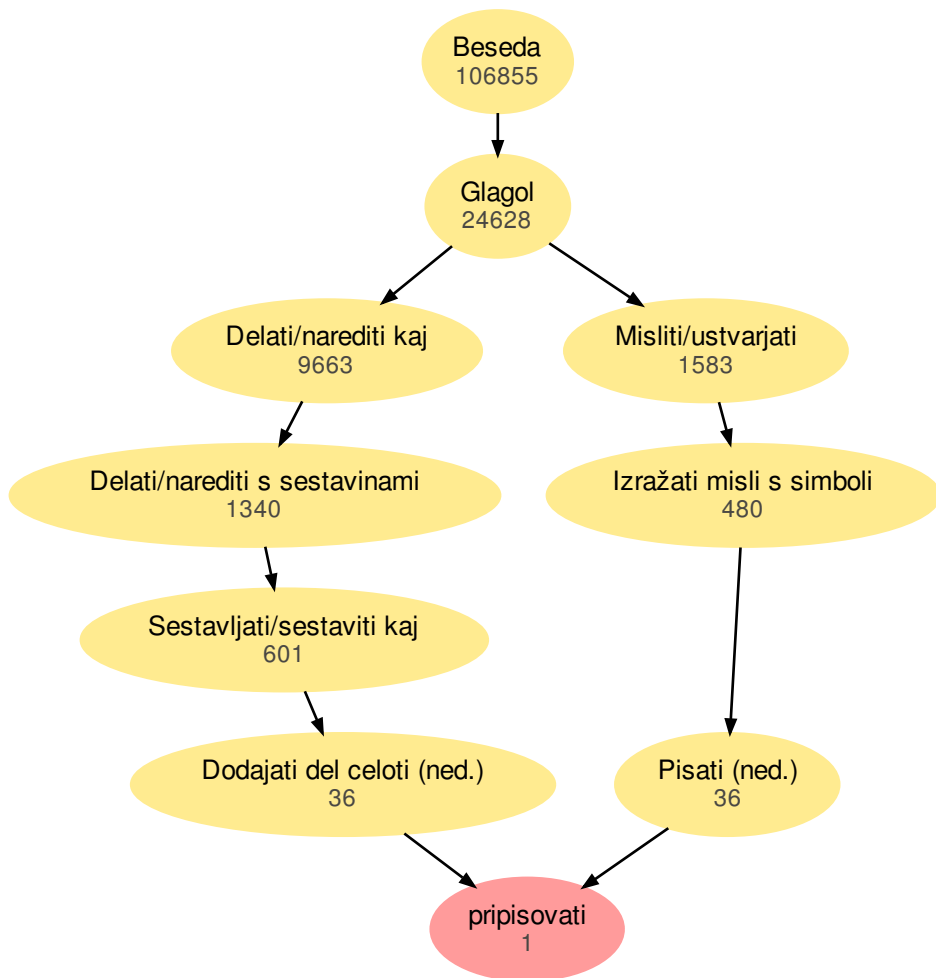 Beseda
106855
Glagol
24628
Delati/narediti kaj
9663
Misliti/ustvarjati
1583
Delati/narediti s sestavinami
1340
Izražati misli s simboli
480
Sestavljati/sestaviti kaj
601
Dodajati del celoti (ned.)
36
Pisati (ned.)
36
pripisovati
1